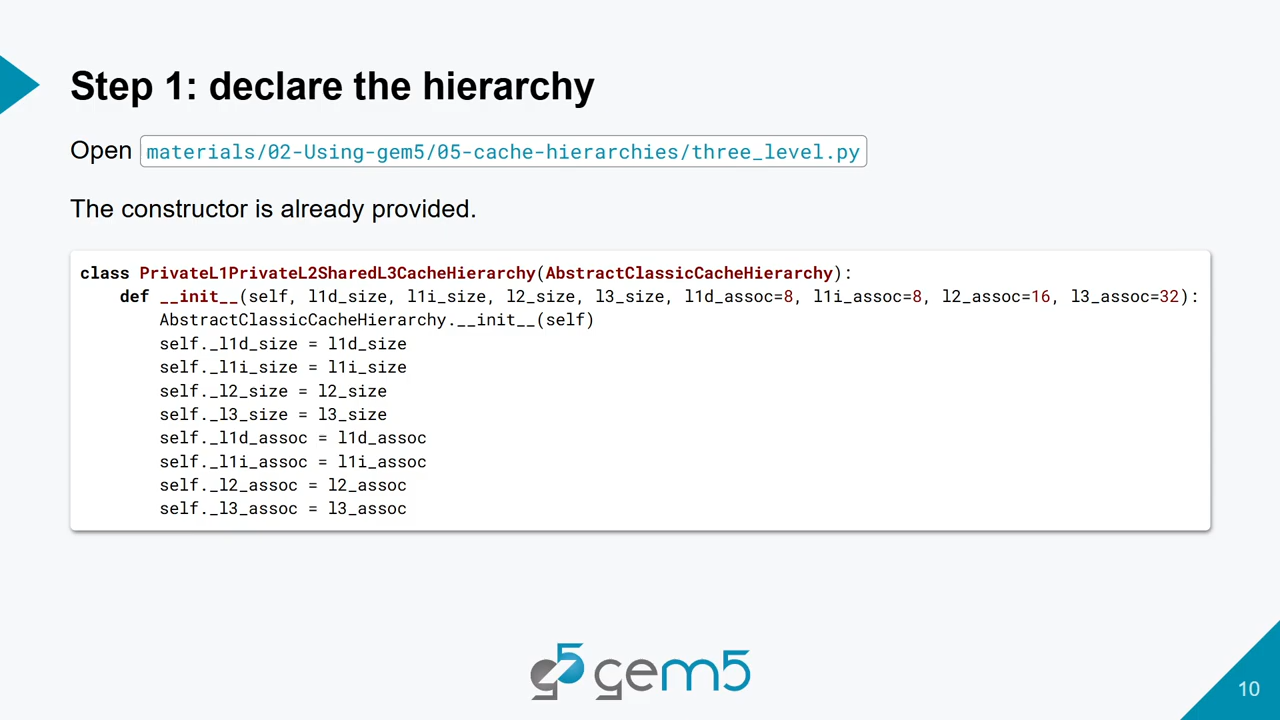 Step 1: declare the hierarchy
Open materials/02-Using-gem5/05-cache-hierarchies/three_level.py
The constructor is already provided.
class PrivateL1PrivateL2SharedL3CacheHierarchy(AbstractClassicCacheHierarchy):
    def __init__(self, l1d_size, l1i_size, l2_size, l3_size, l1d_assoc=8, l1i_assoc=8, l2_assoc=16, l3_assoc=32):
        AbstractClassicCacheHierarchy.__init__(self)
        self._l1d_size = l1d_size
        self._l1i_size = l1i_size
        self._l2_size = l2_size
        self._l3_size = l3_size
        self._l1d_assoc = l1d_assoc
        self._l1i_assoc = l1i_assoc
        self._l2_assoc = l2_assoc
        self._l3_assoc = l3_assoc
g5 gem5
10